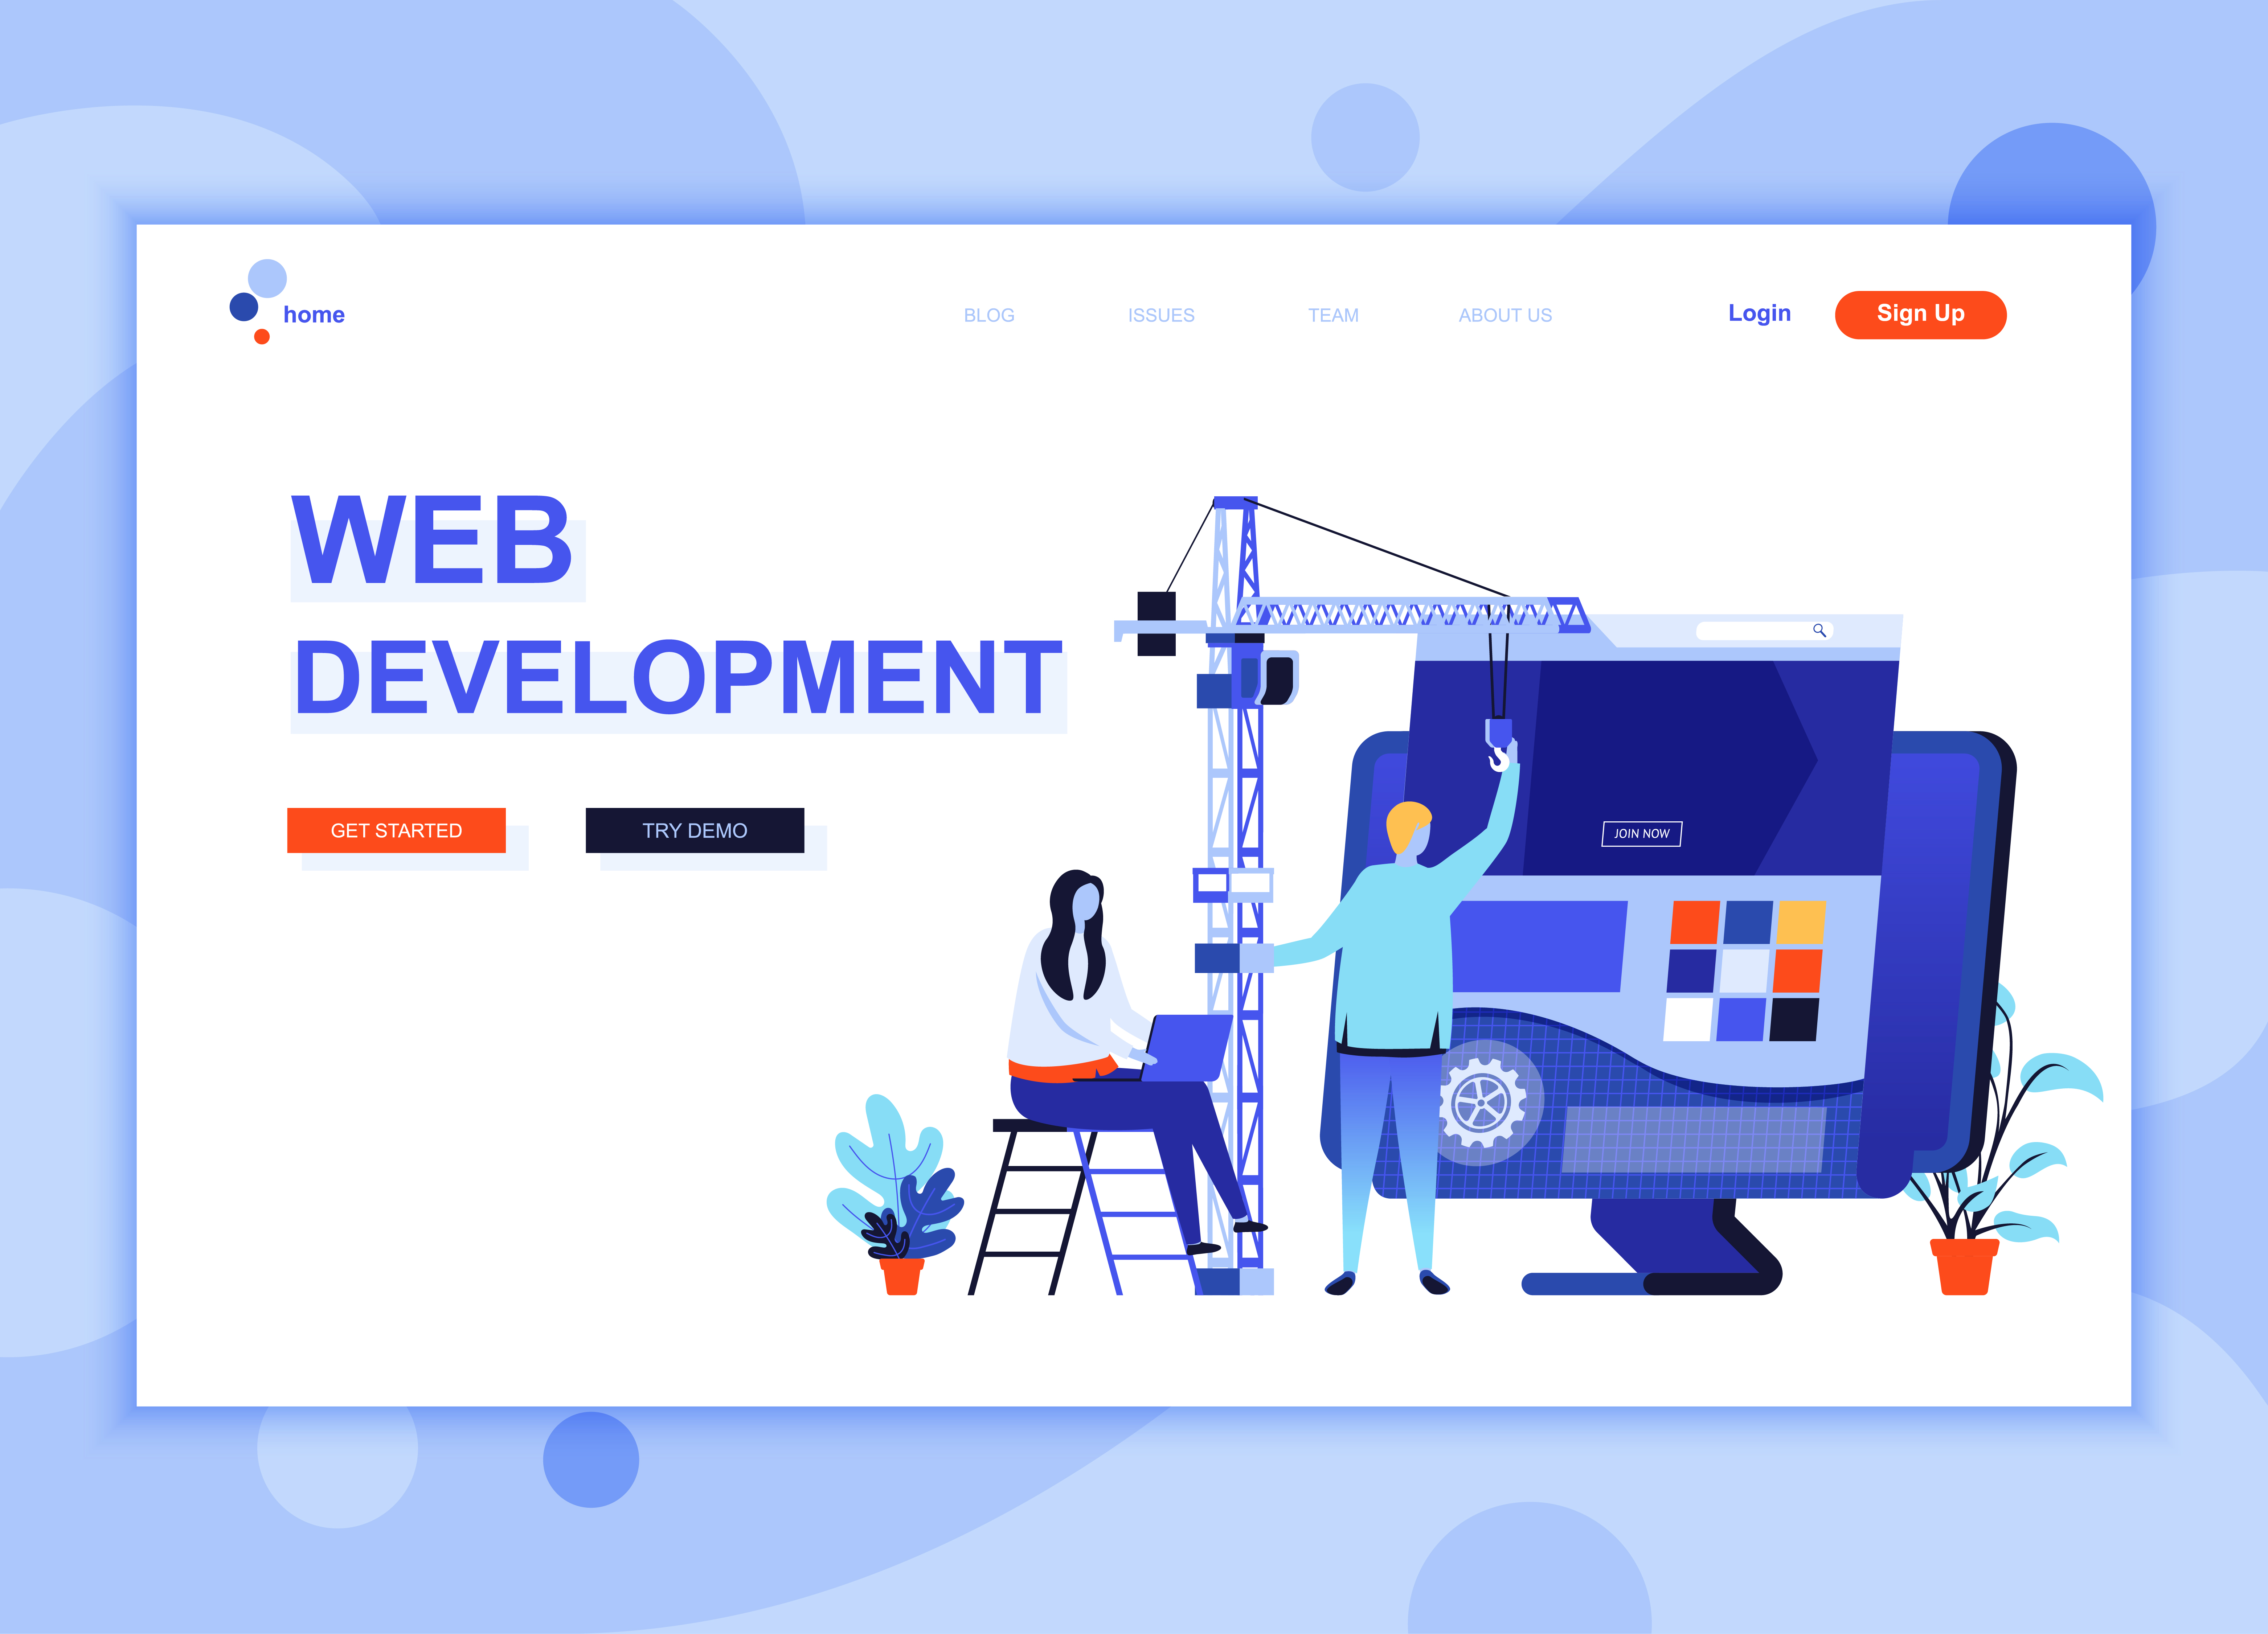 home
BLOG
ISSUES
TEAM
ABOUT US
Login
Sign Up
WEB
DEVELOPMENT
GET STARTED
TRY DEMO
JOIN NOW